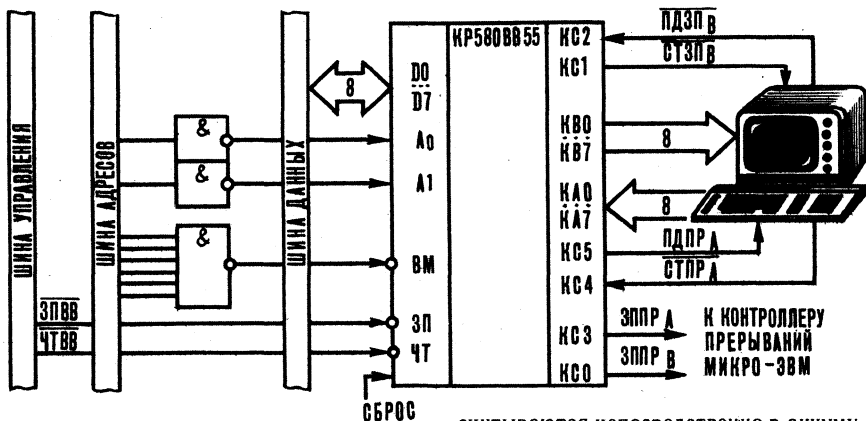 ШИНА УПРАВЛЕНИЯ
ШИНА АДРЕСОВ
ШИНА ДАННЫХ
ЗПВВ
ЧТВВ
&
&
&
8
СБРОС
КР580ВВ55
D0
D7
A0
A1
ВМ
ЗП
ЧТ
КС2
КС1
КВ0
КВ7
КА0
КА7
КС5
КС4
КС3
КС0
ПДЗП В
СТЗП В
8
8
ПДПР А
СТПР А
ЗППР А
ЗППР В
К КОНТРОЛЛЕРУ
ПРЕРЫВАНИЙ
МИКРО-ЭВМ